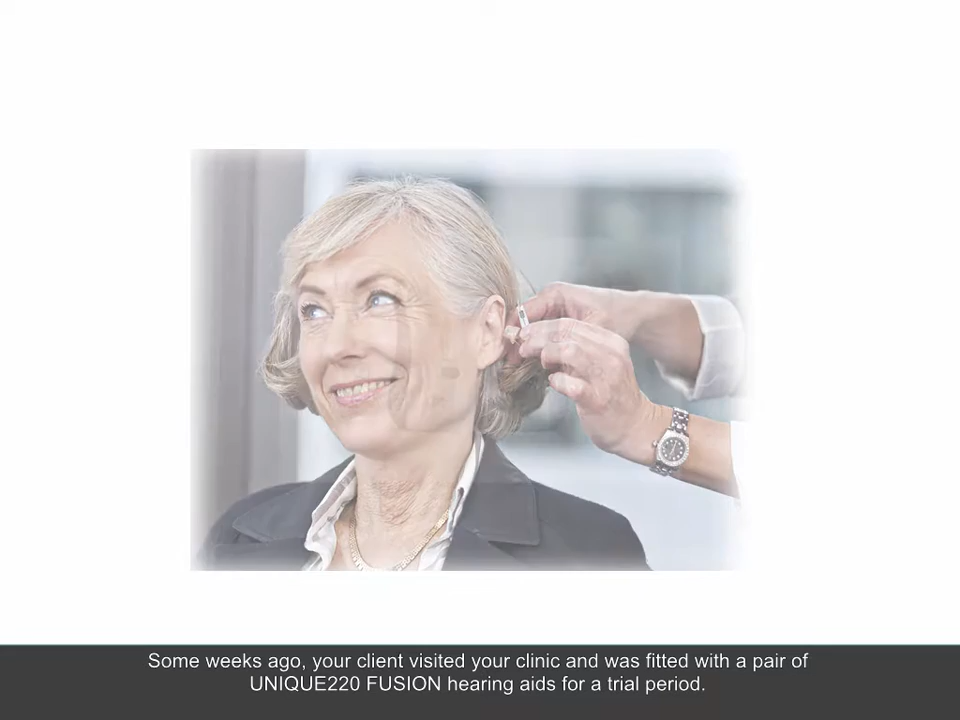 Some weeks ago, your client visited your clinic and was fitted with a pair of
UNIQUE220 FUSION hearing aids for a trial period.